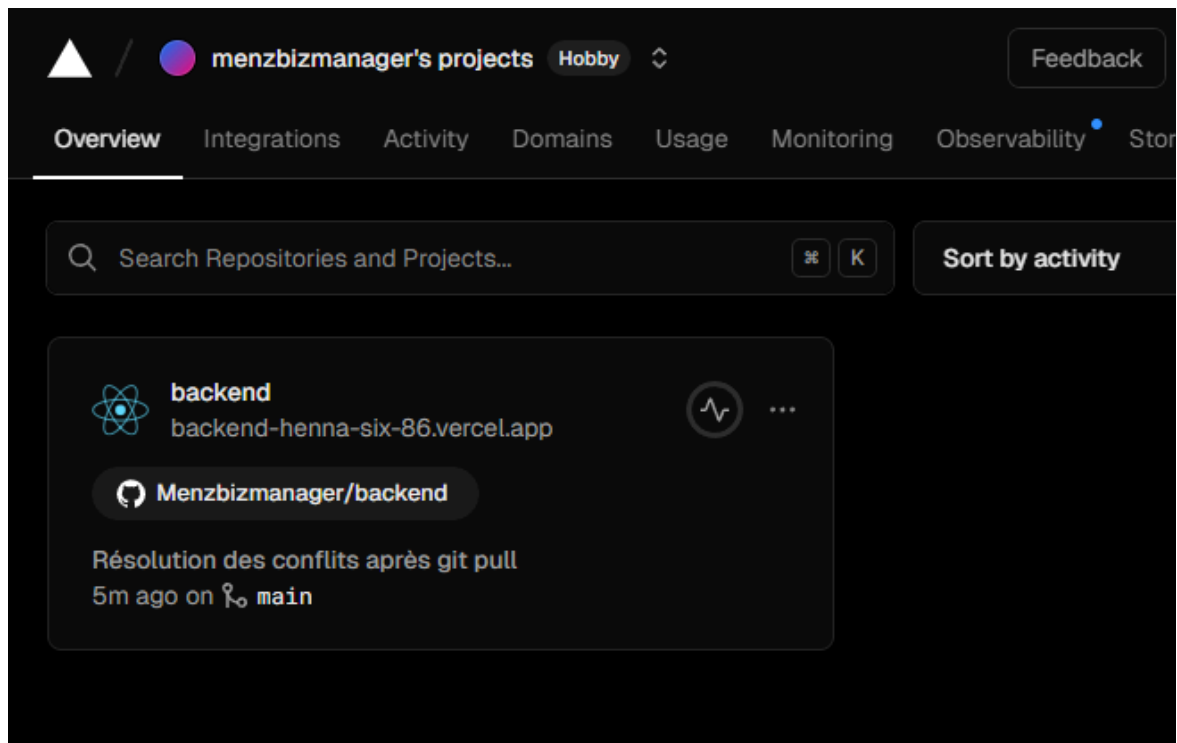 menzbizmanager's projects Hobby Feedback
Overview Integrations Activity Domains Usage Monitoring Observability Stor
Search Repositories and Projects... ⌘ K Sort by activity
backend
backend-henna-six-86.vercel.app
Menzbizmanager/backend
Résolution des conflits après git pull
5m ago on main